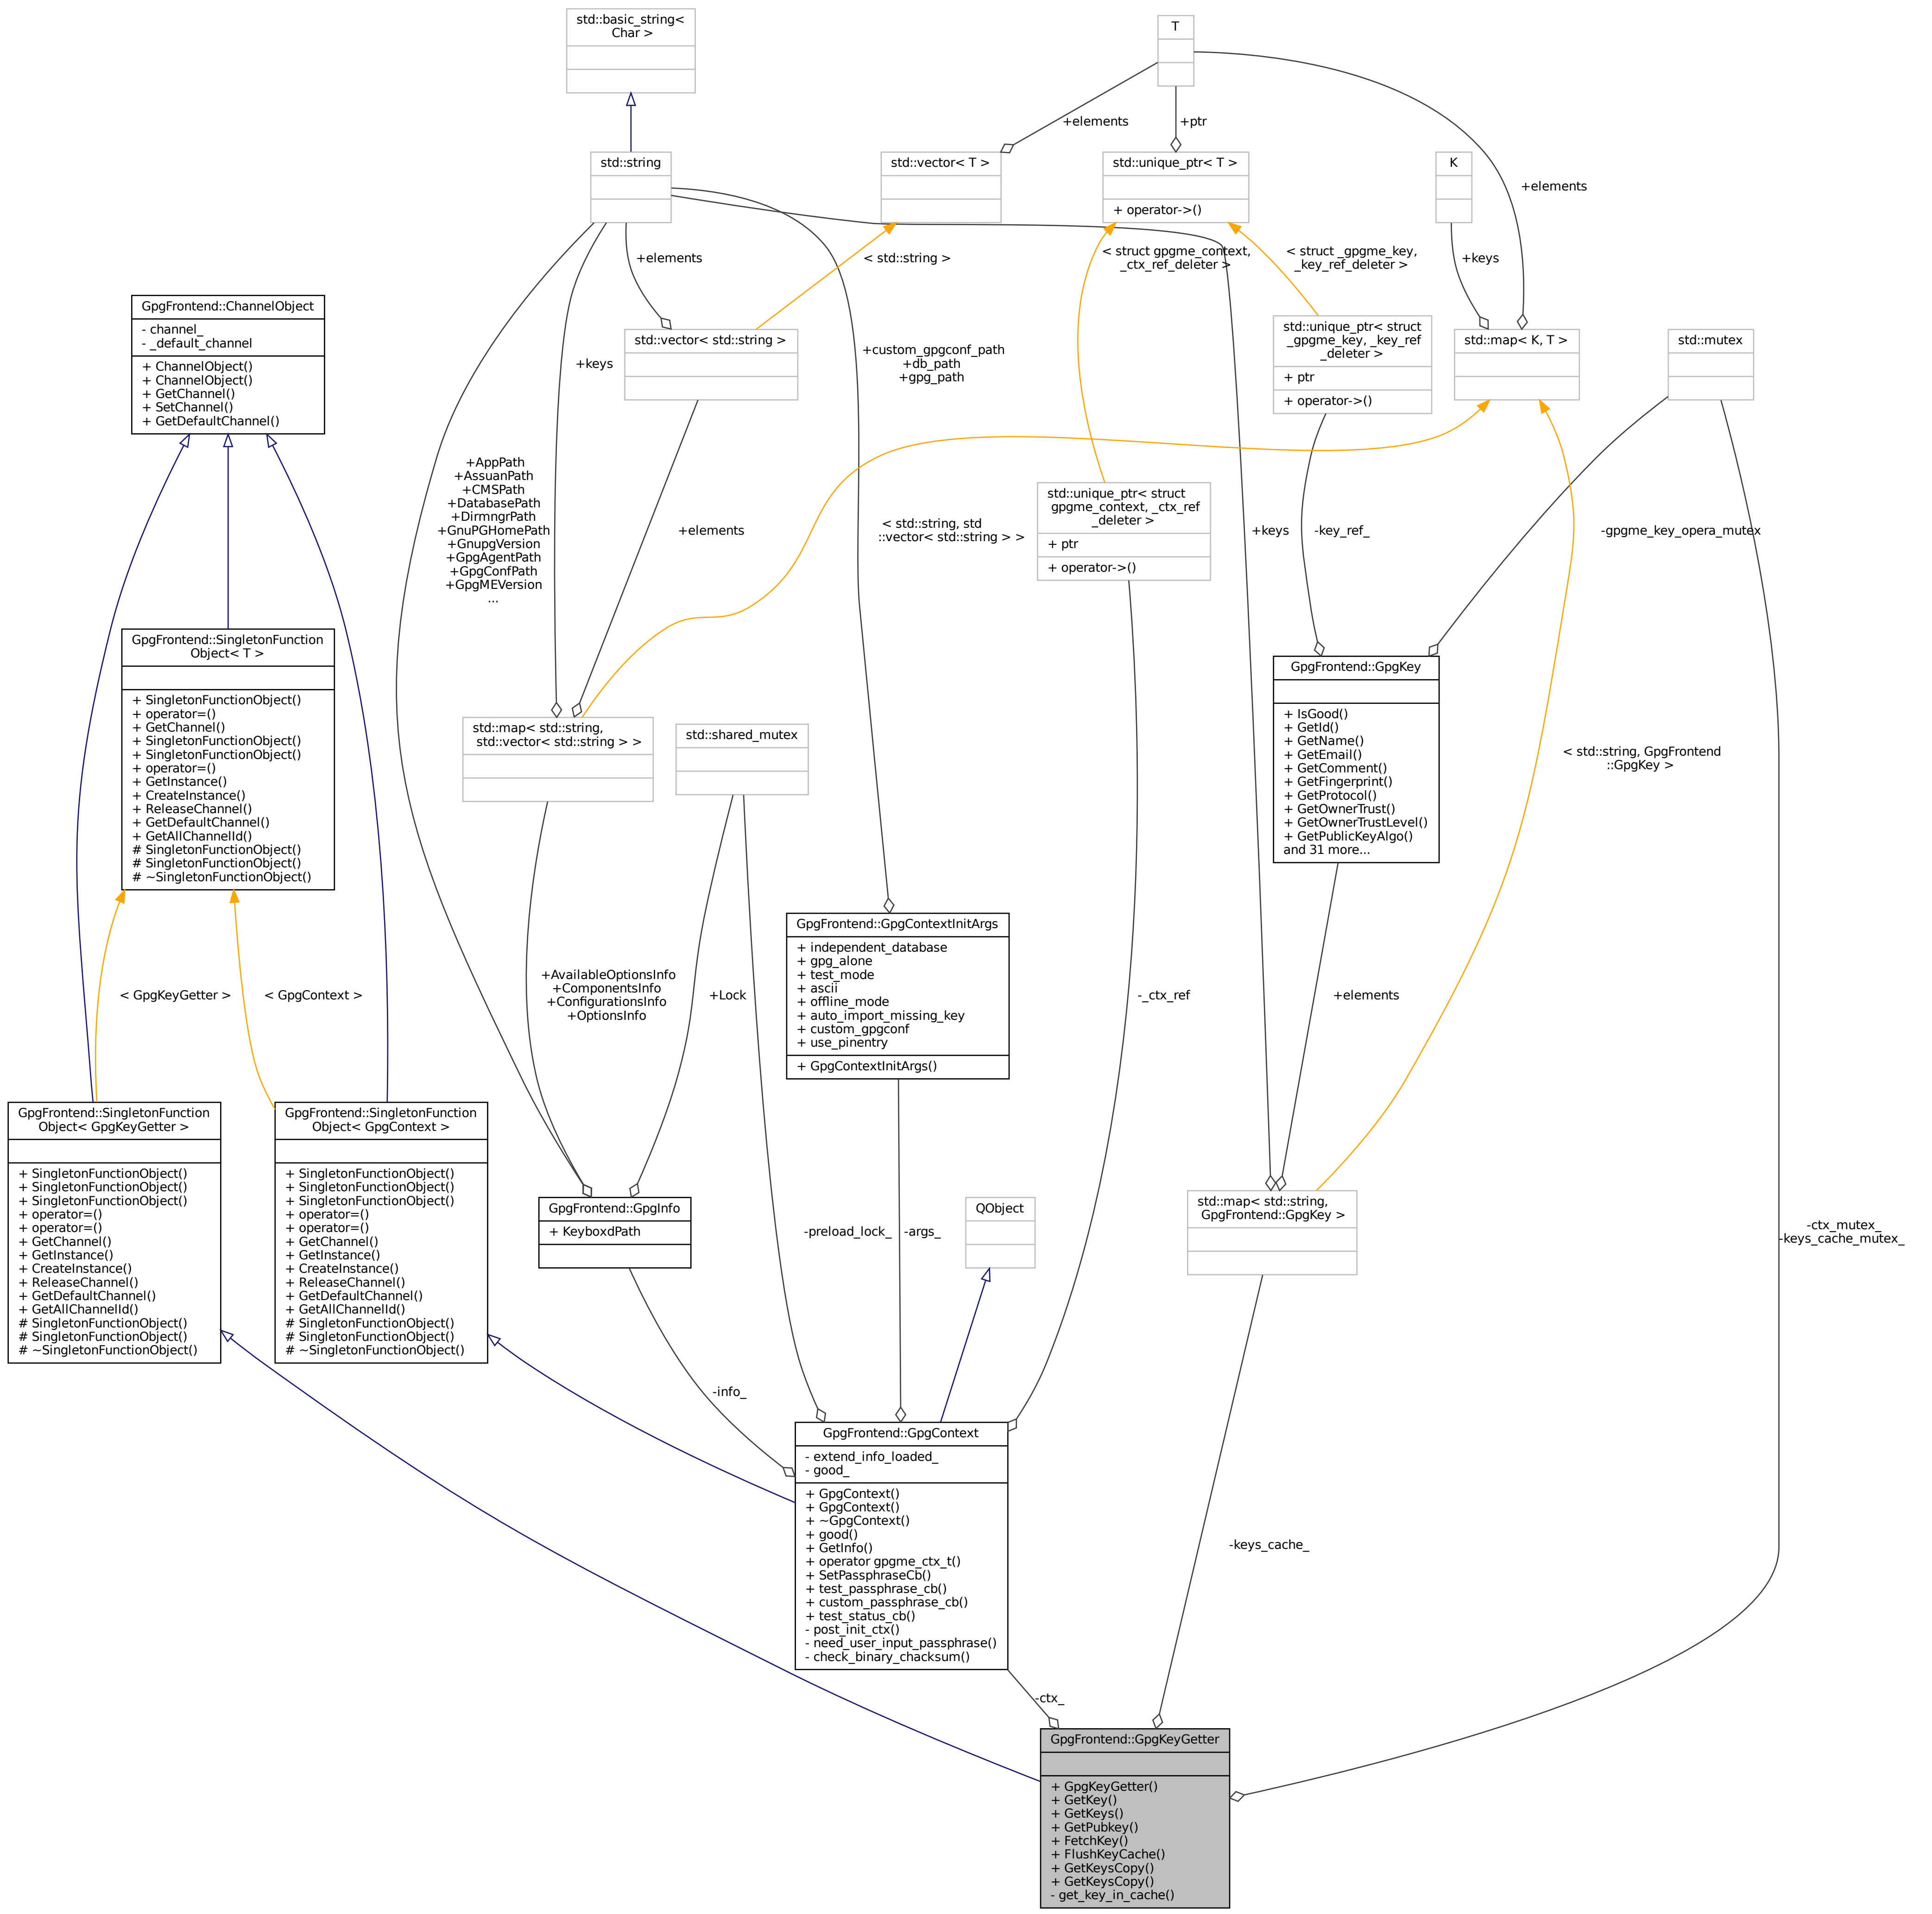 std::basic_string<
Char >
T
+elements
+ptr
+elements
std::string
std::vector< T >
std::unique_ptr< T >
+ operator->()
K
+elements
< std::string >
< struct gpgme_context,
_ctx_ref_deleter >
< struct _gpgme_key,
_key_ref_deleter >
+keys
GpgFrontend::ChannelObject
- channel_
- _default_channel
+ ChannelObject()
+ ChannelObject()
+ GetChannel()
+ SetChannel()
+ GetDefaultChannel()
+keys
std::vector< std::string >
+custom_gpgconf_path
+db_path
+gpg_path
std::unique_ptr< struct
_gpgme_key, _key_ref
_deleter >
+ ptr
+ operator->()
std::map< K, T >
std::mutex
+AppPath
+AssuanPath
+CMSPath
+DatabasePath
+DirmngrPath
+GnuPGHomePath
+GnupgVersion
+GpgAgentPath
+GpgConfPath
+GpgMEVersion
...
+elements
< std::string, std
::vector< std::string > >
std::unique_ptr< struct
gpgme_context, _ctx_ref
_deleter >
+ ptr
+ operator->()
+keys
-key_ref_
-gpgme_key_opera_mutex
GpgFrontend::SingletonFunction
Object< T >
+ SingletonFunctionObject()
+ operator=()
+ GetChannel()
+ SingletonFunctionObject()
+ SingletonFunctionObject()
+ operator=()
+ GetInstance()
+ CreateInstance()
+ ReleaseChannel()
+ GetDefaultChannel()
+ GetAllChannelId()
# SingletonFunctionObject()
# SingletonFunctionObject()
# ~SingletonFunctionObject()
std::map< std::string,
std::vector< std::string > >
std::shared_mutex
GpgFrontend::GpgKey
+ IsGood()
+ GetId()
+ GetName()
+ GetEmail()
+ GetComment()
+ GetFingerprint()
+ GetProtocol()
+ GetOwnerTrust()
+ GetOwnerTrustLevel()
+ GetPublicKeyAlgo()
and 31 more...
< std::string, GpgFrontend
::GpgKey >
< GpgKeyGetter >
< GpgContext >
+AvailableOptionsInfo
+ComponentsInfo
+ConfigurationsInfo
+OptionsInfo
+Lock
GpgFrontend::GpgContextInitArgs
+ independent_database
+ gpg_alone
+ test_mode
+ ascii
+ offline_mode
+ auto_import_missing_key
+ custom_gpgconf
+ use_pinentry
+ GpgContextInitArgs()
-_ctx_ref
+elements
GpgFrontend::SingletonFunction
Object< GpgKeyGetter >
+ SingletonFunctionObject()
+ SingletonFunctionObject()
+ SingletonFunctionObject()
+ operator=()
+ operator=()
+ GetChannel()
+ GetInstance()
+ CreateInstance()
+ ReleaseChannel()
+ GetDefaultChannel()
+ GetAllChannelId()
# SingletonFunctionObject()
# SingletonFunctionObject()
# ~SingletonFunctionObject()
GpgFrontend::SingletonFunction
Object< GpgContext >
+ SingletonFunctionObject()
+ SingletonFunctionObject()
+ SingletonFunctionObject()
+ operator=()
+ operator=()
+ GetChannel()
+ GetInstance()
+ CreateInstance()
+ ReleaseChannel()
+ GetDefaultChannel()
+ GetAllChannelId()
# SingletonFunctionObject()
# SingletonFunctionObject()
# ~SingletonFunctionObject()
GpgFrontend::GpgInfo
+ KeyboxdPath
-preload_lock_
-args_
QObject
std::map< std::string,
GpgFrontend::GpgKey >
-ctx_mutex_
-keys_cache_mutex_
-info_
GpgFrontend::GpgContext
- extend_info_loaded_
- good_
+ GpgContext()
+ GpgContext()
+ ~GpgContext()
+ good()
+ GetInfo()
+ operator gpgme_ctx_t()
+ SetPassphraseCb()
+ test_passphrase_cb()
+ custom_passphrase_cb()
+ test_status_cb()
- post_init_ctx()
- need_user_input_passphrase()
- check_binary_chacksum()
-keys_cache_
-ctx_
GpgFrontend::GpgKeyGetter
+ GpgKeyGetter()
+ GetKey()
+ GetKeys()
+ GetPubkey()
+ FetchKey()
+ FlushKeyCache()
+ GetKeysCopy()
+ GetKeysCopy()
- get_key_in_cache()